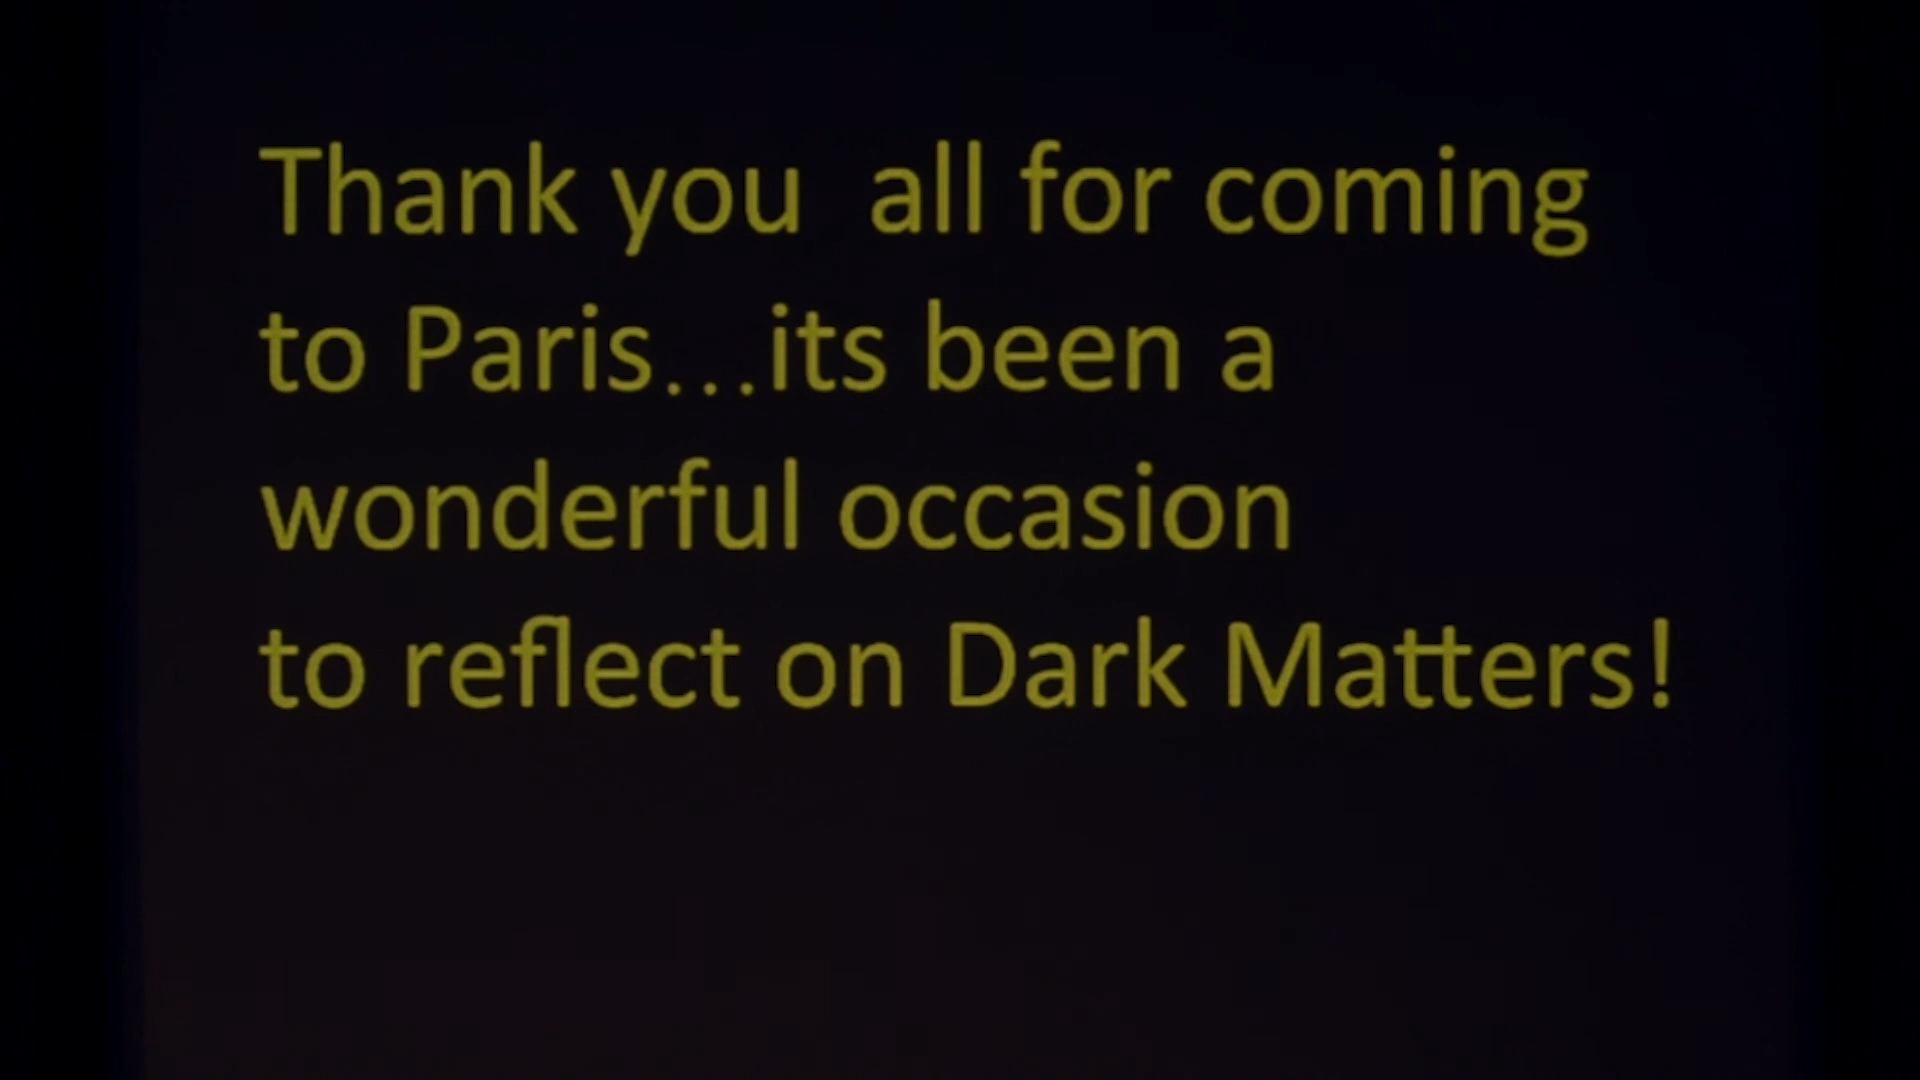 Thank you  all for coming
to Paris...its been a
wonderful occasion
to reflect on Dark Matters!